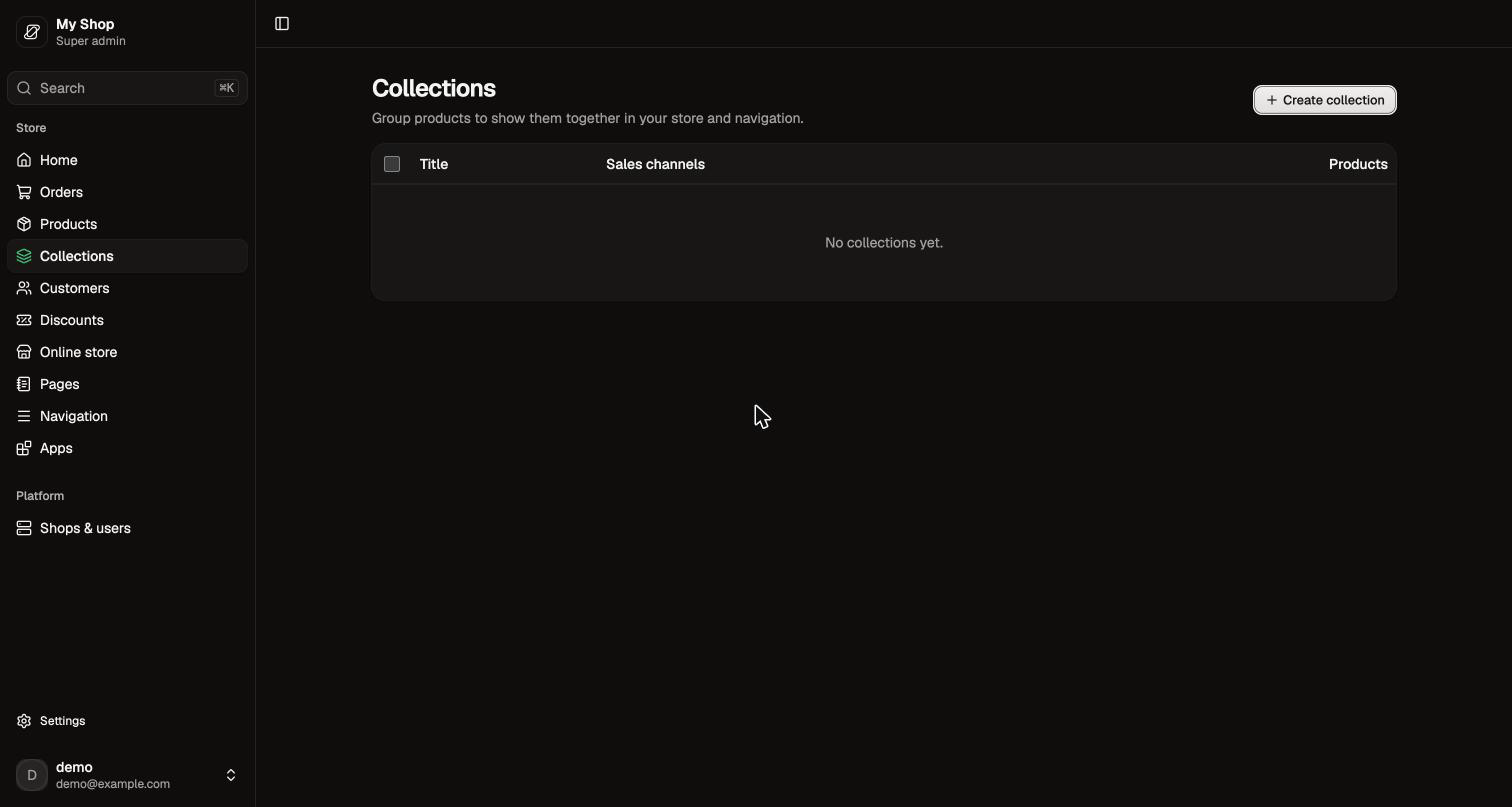 My Shop
Super admin
Search
⌘K
Store
Home
Orders
Products
Collections
Customers
Discounts
Online store
Pages
Navigation
Apps
Platform
Shops & users
Settings
D
demo
demo@example.com
Collections
Group products to show them together in your store and navigation.
+ Create collection
Title Sales channels Products
No collections yet.